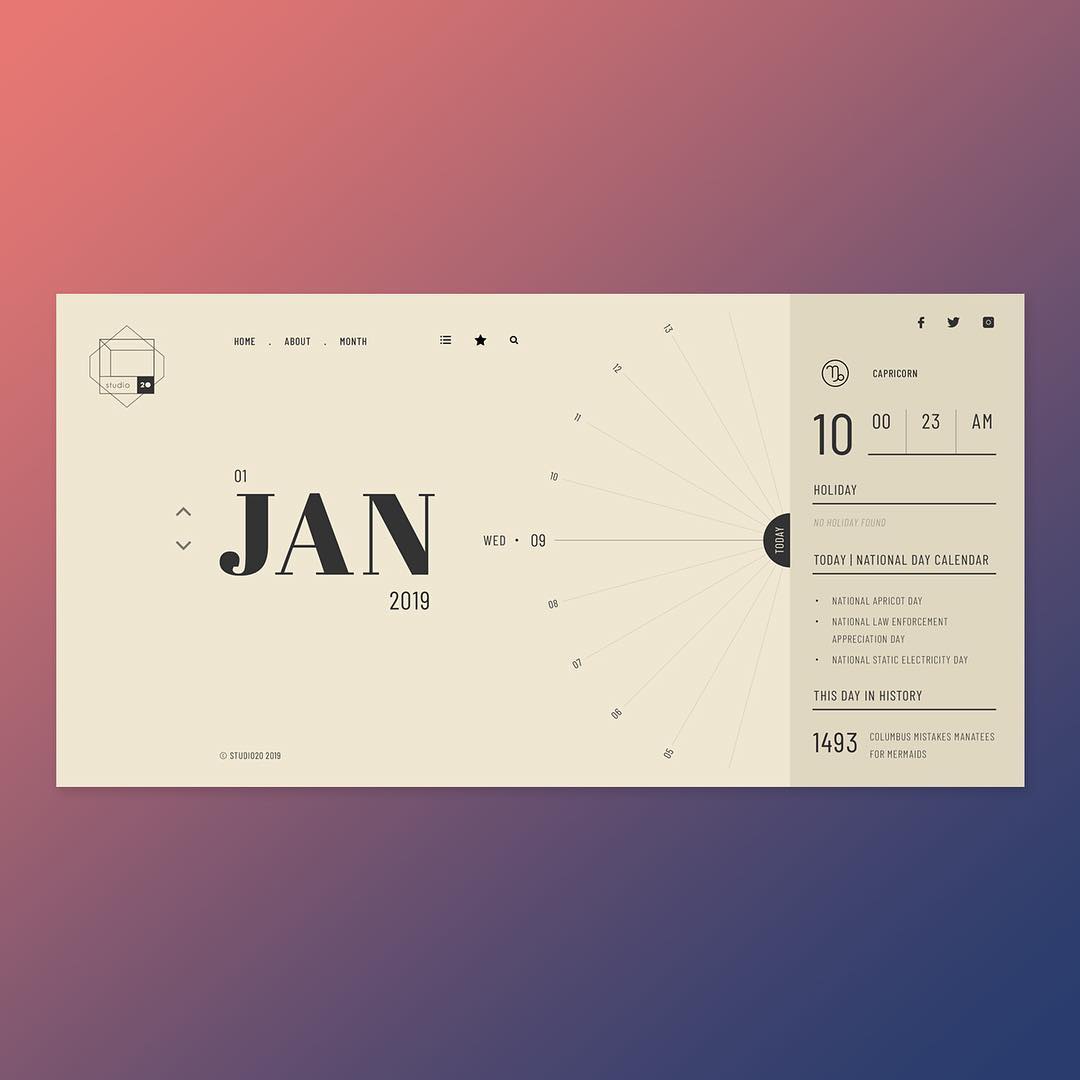 studio 20
HOME . ABOUT . MONTH
01
JAN
2019
WED • 09
13
12
11
10
08
07
06
05
TODAY
© STUDIO20 2019
CAPRICORN
10 00 23 AM
HOLIDAY
NO HOLIDAY FOUND
TODAY | NATIONAL DAY CALENDAR
• NATIONAL APRICOT DAY
• NATIONAL LAW ENFORCEMENT
APPRECIATION DAY
• NATIONAL STATIC ELECTRICITY DAY
THIS DAY IN HISTORY
1493 COLUMBUS MISTAKES MANATEES
FOR MERMAIDS